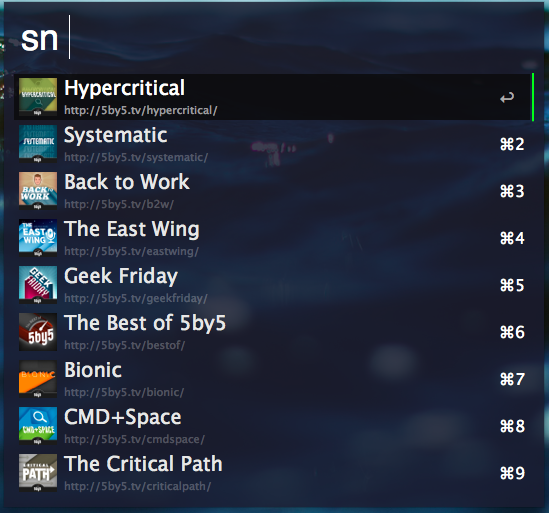 sn
Hypercritical
http://5by5.tv/hypercritical/
Systematic
http://5by5.tv/systematic/
⌘2
Back to Work
http://5by5.tv/b2w/
⌘3
The East Wing
http://5by5.tv/eastwing/
⌘4
Geek Friday
http://5by5.tv/geekfriday/
⌘5
The Best of 5by5
http://5by5.tv/bestof/
⌘6
Bionic
http://5by5.tv/bionic/
⌘7
CMD+Space
http://5by5.tv/cmdspace/
⌘8
The Critical Path
http://5by5.tv/criticalpath/
⌘9
HYPERCRITICAL
SYSTEMATIC
BACK to WORK
THE EAST WING
GEEK FRIDAY
5by5
BIONIC
CMD+SPACE
CRITICAL PATH